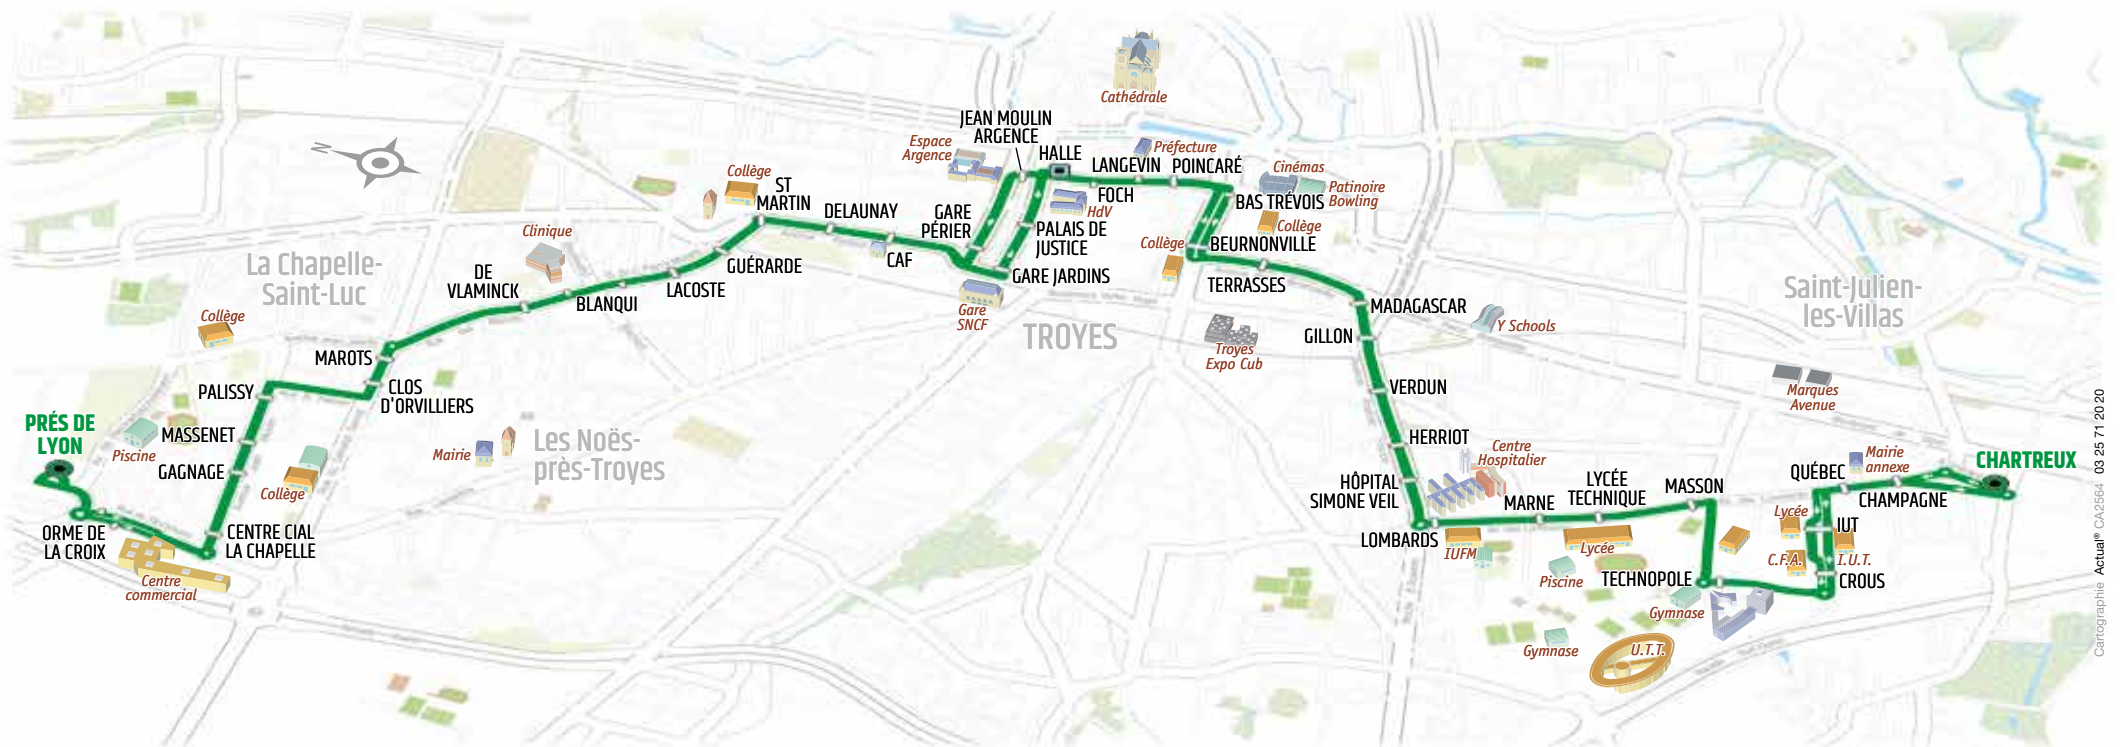 Cathédrale
JEAN MOULIN
ARGENCE
Espace
Argence
HALLE
LANGEVIN
POINCARÉ
Préfecture
Cinémas
Patinoire
Bowling
FOCH
HdV
BAS TRÉVOIS
Collège
N
Collège
ST
MARTIN
DELAUNAY
GARE
PÉRIER
PALAIS DE
JUSTICE
Collège
BEURNONVILLE
Clinique
CAF
GUÉRARDE
GARE JARDINS
TERRASSES
La Chapelle-
Saint-Luc
DE
VLAMINCK
BLANQUI
LACOSTE
Gare
SNCF
TROYES
MADAGASCAR
GILLON
Y Schools
Troyes
Expo Cub
Saint-Julien-
les-Villas
Collège
MAROTS
PALISSY
CLOS
D'ORVILLIERS
VERDUN
Marques
Avenue
PRÉS DE
LYON
Piscine
MASSENET
GAGNAGE
Mairie
Les Noës-
près-Troyes
HERRIOT
Centre
Hospitalier
HÔPITAL
SIMONE VEIL
MARNE
LYCÉE
TECHNIQUE
MASSON
QUÉBEC
Mairie
annexe
CHAMPAGNE
CHARTREUX
Collège
ORME DE
LA CROIX
CENTRE CIAL
LA CHAPELLE
Centre
commercial
LOMBARDS
IUFM
Lycée
Piscine
TECHNOPOLE
Lycée
IUT
C.F.A.
I.U.T.
CROUS
Gymnase
Gymnase
U.T.T.
Cartographie Actual® CA2564 03 25 71 20 20